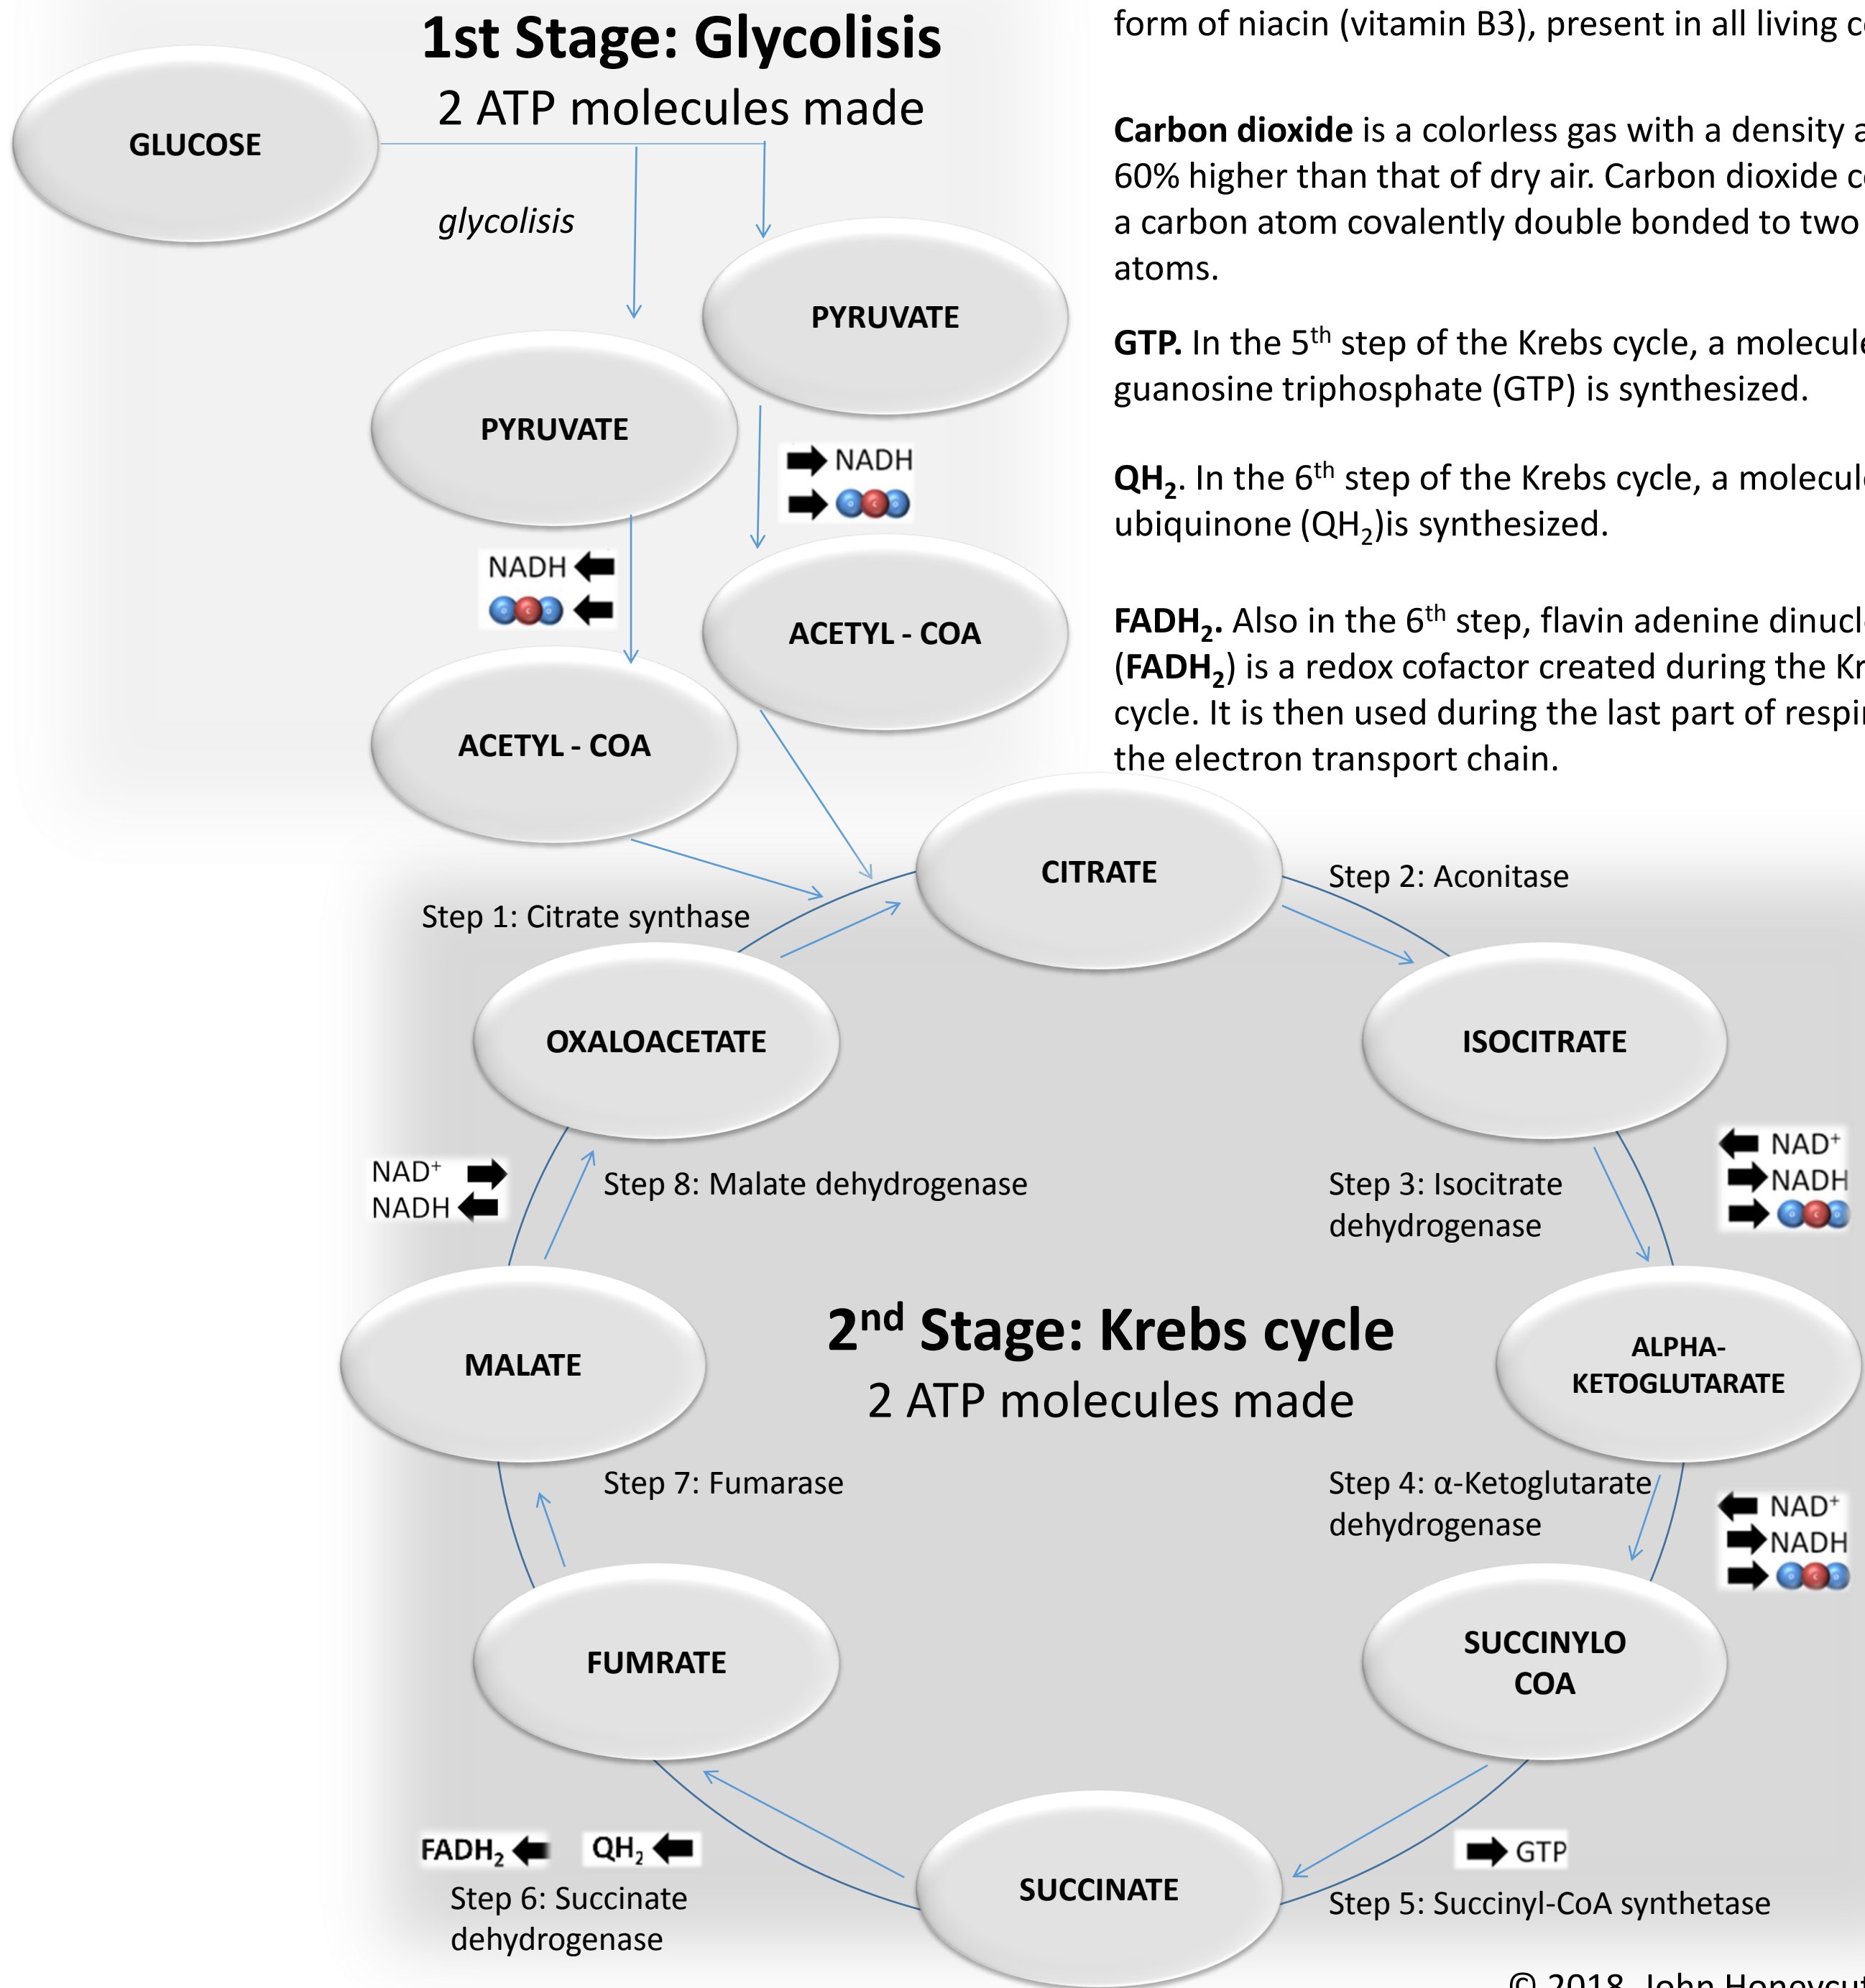 1st Stage: Glycolisis
2 ATP molecules made
GLUCOSE
glycolisis
PYRUVATE
PYRUVATE
NADH
NADH
ACETYL - COA
ACETYL - COA
form of niacin (vitamin B3), present in all living
Carbon dioxide is a colorless gas with a density
60% higher than that of dry air. Carbon dioxide
a carbon atom covalently double bonded to two
atoms.
GTP. In the 5th step of the Krebs cycle, a molecule
guanosine triphosphate (GTP) is synthesized.
QH2. In the 6th step of the Krebs cycle, a molecule
ubiquinone (QH2)is synthesized.
FADH2. Also in the 6th step, flavin adenine
(FADH2) is a redox cofactor created during the
cycle. It is then used during the last part of
the electron transport chain.
CITRATE
Step 2: Aconitase
Step 1: Citrate synthase
OXALOACETATE
ISOCITRATE
NAD+
NADH
Step 8: Malate dehydrogenase
Step 3: Isocitrate
dehydrogenase
NAD+
NADH
2nd Stage: Krebs cycle
2 ATP molecules made
MALATE
ALPHA-
KETOGLUTARATE
Step 7: Fumarase
Step 4: α-Ketoglutarate
dehydrogenase
NAD+
NADH
FUMRATE
SUCCINYLO
COA
FADH2
QH2
Step 6: Succinate
dehydrogenase
SUCCINATE
GTP
Step 5: Succinyl-CoA synthetase
© 2018, John